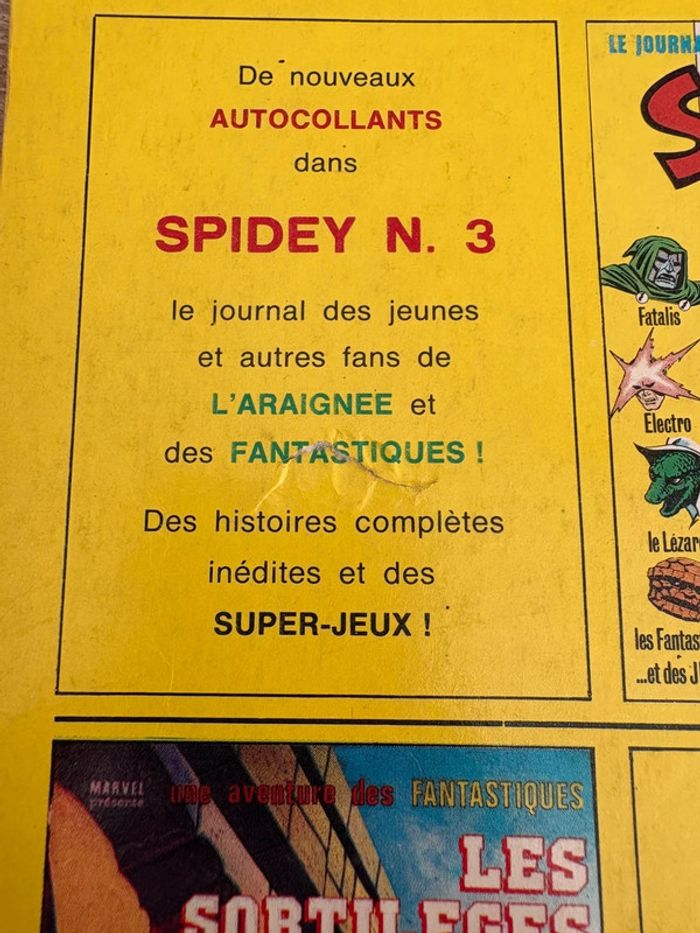 De nouveaux
AUTOCOLLANTS
dans
SPIDEY N. 3
le journal des jeunes
et autres fans de
L'ARAIGNEE et
des FANTASTIQUES !
Des histoires complètes
inédites et des
SUPER-JEUX !
LE JOURNA
S
Fatalis
Electro
le Lézar
les Fantas
...et des J
MARVEL
présente
une aventure des FANTASTIQUES
LES
SORTILEGES